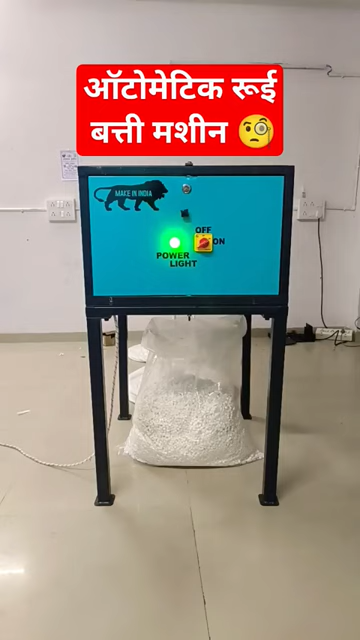 ऑटोमेटिक रूई
बत्ती मशीन 🧐
MAKE IN INDIA
OFF
ON
POWER
LIGHT